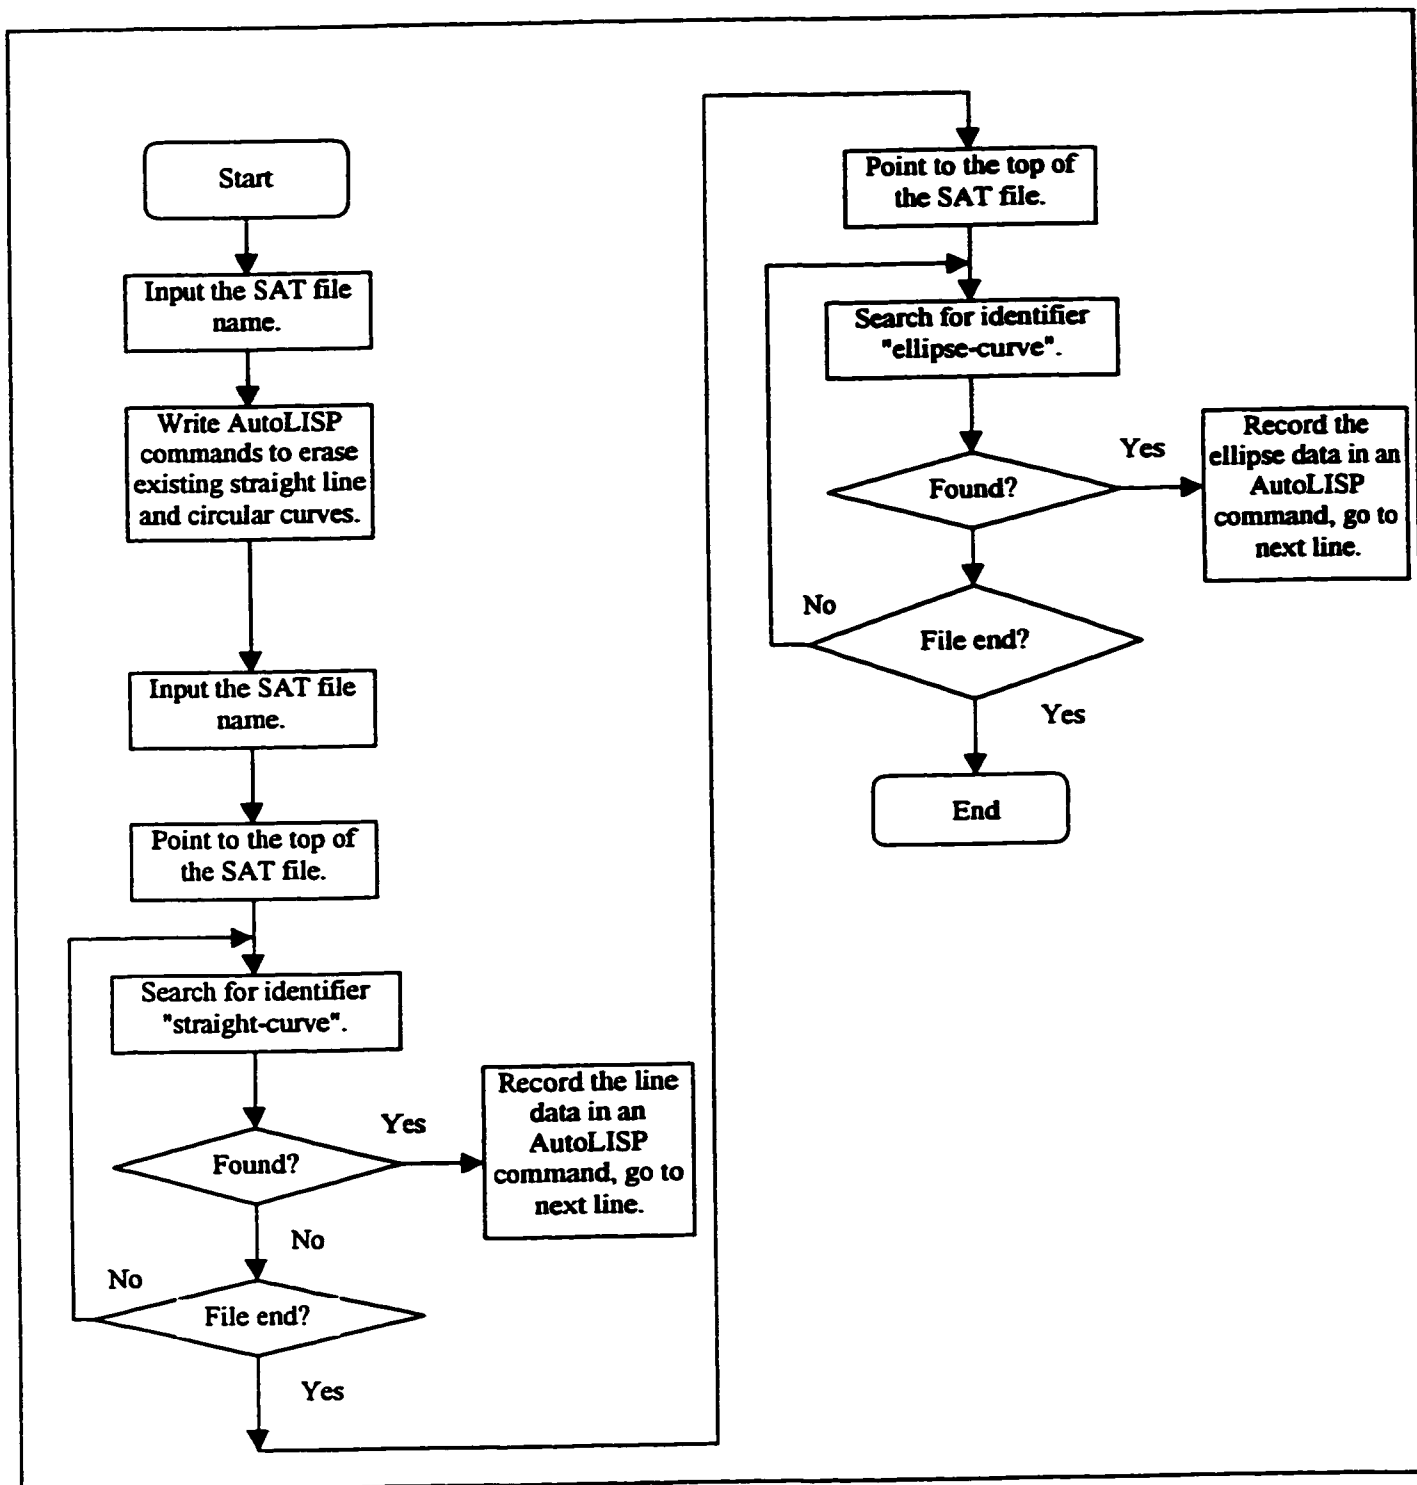 Start
Input the SAT file
name.
Write AutoLISP
commands to erase
existing straight line
and circular curves.
Input the SAT file
name.
Point to the top of
the SAT file.
Search for identifier
"straight-curve".
Found?
Yes
Record the line
data in an
AutoLISP
command, go to
next line.
No
File end?
No
Yes
Point to the top of
the SAT file.
Search for identifier
"ellipse-curve".
Found?
Yes
Record the
ellipse data in an
AutoLISP
command, go to
next line.
File end?
No
Yes
End